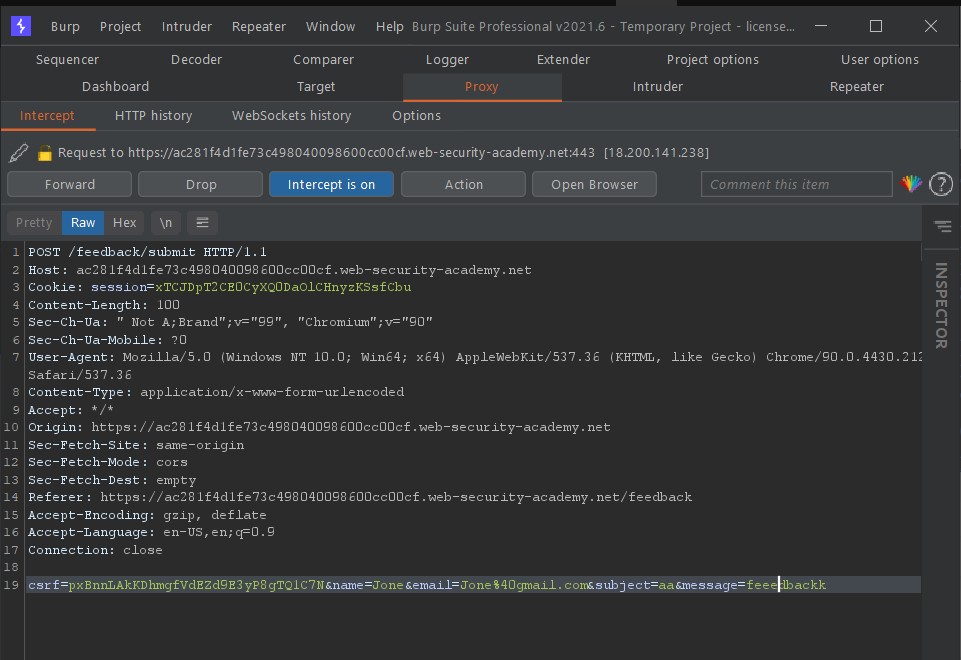 Burp Project Intruder Repeater Window Help Burp Suite Professional v2021.6 - Temporary Project - license...
Sequencer Decoder Comparer Logger Extender Project options User options
Dashboard Target Proxy Intruder Repeater
Intercept HTTP history WebSockets history Options
Request to https://ac281f4d1fe73c498040098600cc00cf.web-security-academy.net:443 [18.200.141.238]
Forward Drop Intercept is on Action Open Browser Comment this item ?
Pretty Raw Hex \n
INSPECTOR
1 POST /feedback/submit HTTP/1.1
2 Host: ac281f4d1fe73c498040098600cc00cf.web-security-academy.net
3 Cookie: session=xTCJDpT2CE0CyXQ0DaOlCHnyzKSsfCbu
4 Content-Length: 100
5 Sec-Ch-Ua: " Not A;Brand";v="99", "Chromium";v="90"
6 Sec-Ch-Ua-Mobile: ?0
7 User-Agent: Mozilla/5.0 (Windows NT 10.0; Win64; x64) AppleWebKit/537.36 (KHTML, like Gecko) Chrome/90.0.4430.212
Safari/537.36
8 Content-Type: application/x-www-form-urlencoded
9 Accept: */*
10 Origin: https://ac281f4d1fe73c498040098600cc00cf.web-security-academy.net
11 Sec-Fetch-Site: same-origin
12 Sec-Fetch-Mode: cors
13 Sec-Fetch-Dest: empty
14 Referer: https://ac281f4d1fe73c498040098600cc00cf.web-security-academy.net/feedback
15 Accept-Encoding: gzip, deflate
16 Accept-Language: en-US,en;q=0.9
17 Connection: close
18
19 csrf=pxBnnLAkKDhmgfVdEZd9E3yP8gTQ1C7N&name=Jone&email=Jone%40gmail.com&subject=aa&message=feeedbackk